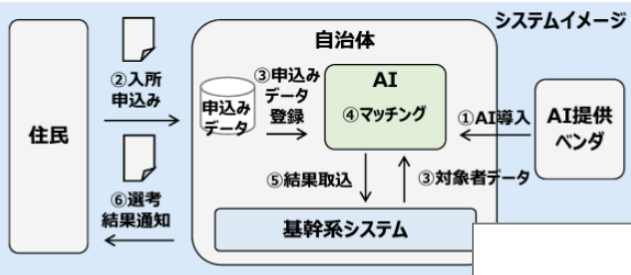 システムイメージ
自治体
住民
②入所
申込み
⑥選考
結果通知
申込み
データ
③申込み
データ
登録
AI
④マッチング
①AI導入
AI提供
ベンダ
⑤結果取込
③対象者データ
基幹系システム